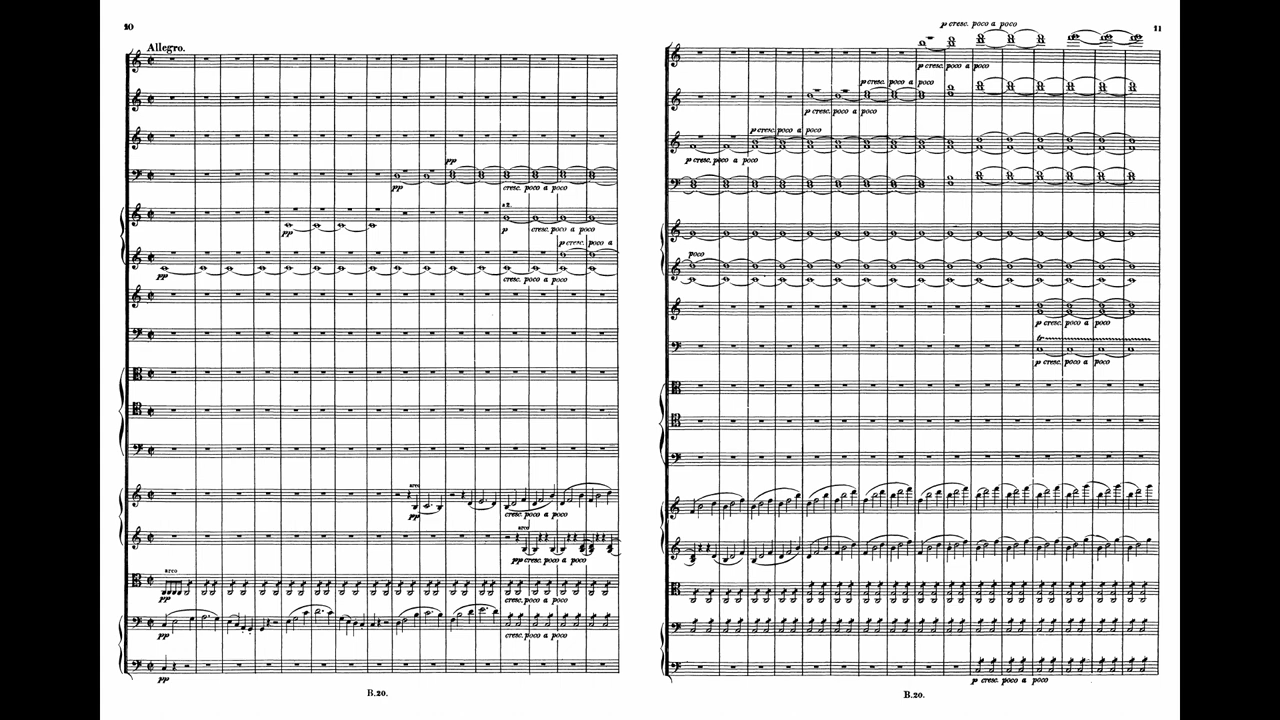 10
Allegro.
pp
pp
cresc. poco a poco
a2.
pp
p cresc. poco a poco
p cresc. poco a
pp
cresc. poco a poco
arco
pp
cresc. poco a poco
arco
pp cresc. poco a poco
arco
pp
cresc. poco a poco
pp
cresc. poco a poco
pp
B.20.
p cresc. poco a poco
11
p cresc. poco a poco
p cresc. poco a poco
p cresc. poco a poco
p cresc. poco a poco
p cresc. poco a poco
poco
p cresc. poco a poco
tr
p cresc. poco a poco
p cresc. poco a poco
B.20.